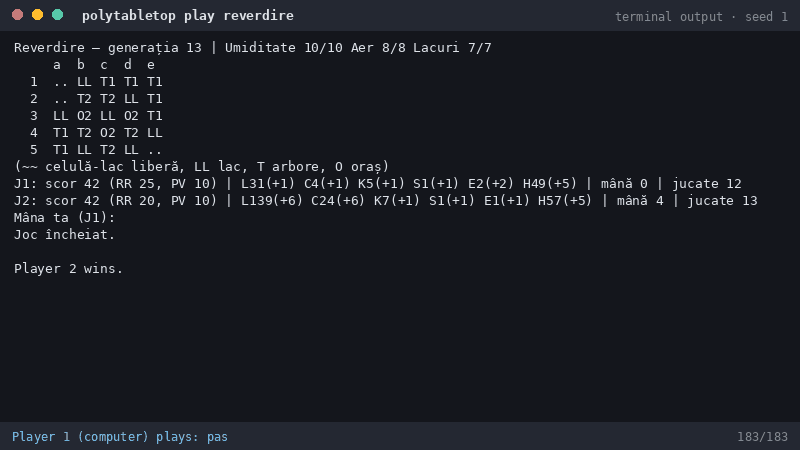 polytabletop play reverdire
terminal output · seed 1
Reverdire — generația 13 | Umiditate 10/10 Aer 8/8 Lacuri 7/7
a b c d e
1 .. LL T1 T1 T1
2 .. T2 T2 LL T1
3 LL O2 LL O2 T1
4 T1 T2 O2 T2 LL
5 T1 LL T2 LL ..
(~~ celulă-lac liberă, LL lac, T arbore, O oraș)
J1: scor 42 (RR 25, PV 10) | L31(+1) C4(+1) K5(+1) S1(+1) E2(+2) H49(+5) | mână 0 | jucate 12
J2: scor 42 (RR 20, PV 10) | L139(+6) C24(+6) K7(+1) S1(+1) E1(+1) H57(+5) | mână 4 | jucate 13
Mâna ta (J1):
Joc încheiat.
Player 2 wins.
Player 1 (computer) plays: pas
183/183